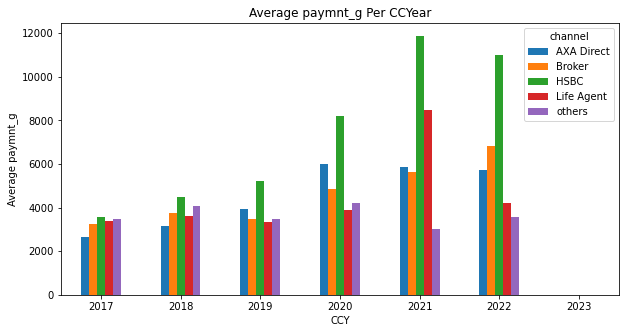 Average paymnt_g Per CCYear
channel
AXA Direct
Broker
HSBC
Life Agent
others
Average paymnt_g
12000
10000
8000
6000
4000
2000
0
2017 2018 2019 2020 2021 2022 2023
CCY